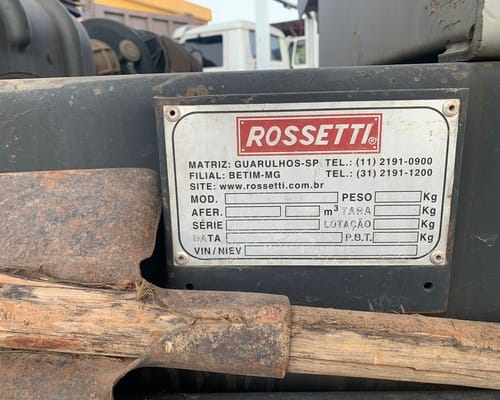 ROSSETTI
MATRIZ: GUARULHOS-SP TEL.: (11) 2191-0900
FILIAL: BETIM-MG TEL.: (31) 2191-1200
SITE: www.rossetti.com.br
MOD. PESO Kg
AFER. m³ TARA Kg
SÉRIE LOTAÇÃO Kg
DATA P.B.T. Kg
VIN/NIEV